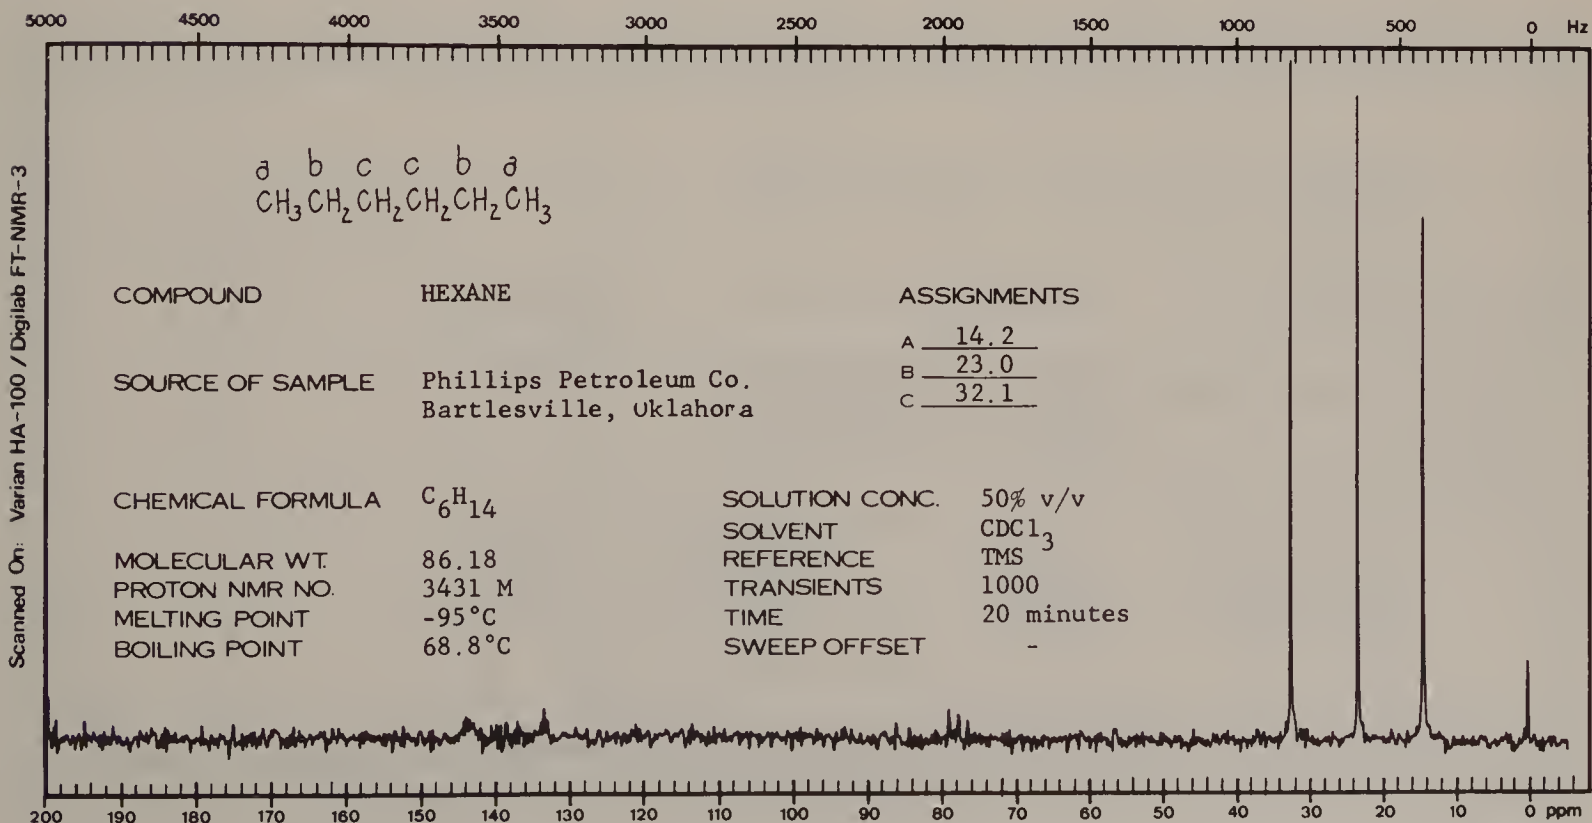 5000 4500 4000 3500 3000 2500 2000 1500 1000 500 0 Hz
Scanned On: Varian HA-100 / Digilab FT-NMR-3
a b c c b a
CH₃CH₂CH₂CH₂CH₂CH₃
COMPOUND HEXANE
ASSIGNMENTS
A 14.2
B 23.0
C 32.1
SOURCE OF SAMPLE Phillips Petroleum Co.
Bartlesville, Oklahora
CHEMICAL FORMULA C₆H₁₄
MOLECULAR WT. 86.18
PROTON NMR NO. 3431 M
MELTING POINT -95°C
BOILING POINT 68.8°C
SOLUTION CONC. 50% v/v
SOLVENT CDCl₃
REFERENCE TMS
TRANSIENTS 1000
TIME 20 minutes
SWEEP OFFSET -
200 190 180 170 160 150 140 130 120 110 100 90 80 70 60 50 40 30 20 10 0 ppm